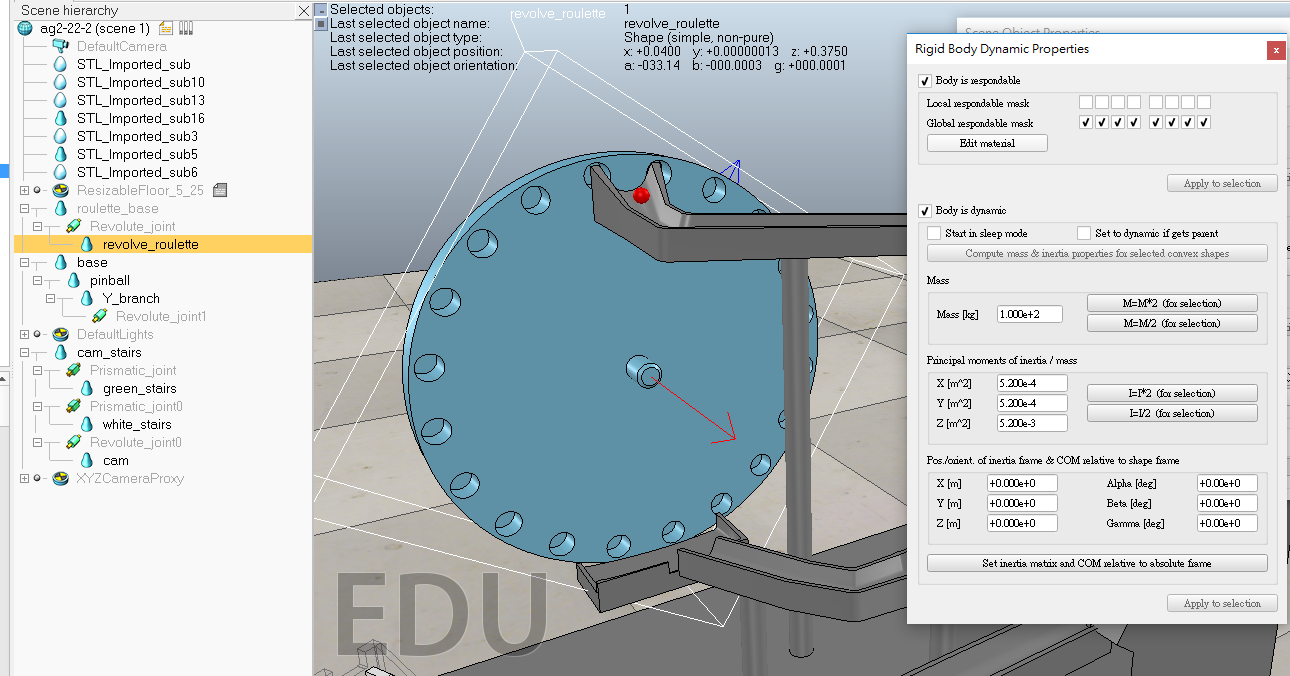 Scene hierarchy
ag2-22-2 (scene 1)
DefaultCamera
STL_Imported_sub
STL_Imported_sub10
STL_Imported_sub13
STL_Imported_sub16
STL_Imported_sub3
STL_Imported_sub5
STL_Imported_sub6
ResizableFloor_5_25
roulette_base
Revolute_joint
revolve_roulette
base
pinball
Y_branch
Revolute_joint1
DefaultLights
cam_stairs
Prismatic_joint
green_stairs
Prismatic_joint0
white_stairs
Revolute_joint0
cam
XYZCameraProxy
Selected objects: 1
Last selected object name: revolve_roulette
Last selected object type: Shape (simple, non-pure)
Last selected object position: x: +0.0400 y: +0.00000013 z: +0.3750
Last selected object orientation: a: -033.14 b: -000.0003 g: +000.0001
revolve_roulette
EDU
Scene Object Properties
Rigid Body Dynamic Properties
Body is respondable
Local respondable mask
Global respondable mask
Edit material
Apply to selection
Body is dynamic
Start in sleep mode Set to dynamic if gets parent
Compute mass & inertia properties for selected convex shapes
Mass
Mass [kg] 1.000e+2 M=M*2 (for selection)
M=M/2 (for selection)
Principal moments of inertia / mass
X [m^2] 5.200e-4 I=I*2 (for selection)
Y [m^2] 5.200e-4 I=I/2 (for selection)
Z [m^2] 5.200e-3
Pos./orient. of inertia frame & COM relative to shape frame
X [m] +0.000e+0 Alpha [deg] +0.00e+0
Y [m] +0.000e+0 Beta [deg] +0.00e+0
Z [m] +0.000e+0 Gamma [deg] +0.00e+0
Set inertia matrix and COM relative to absolute frame
Apply to selection